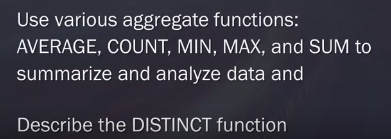 Use various aggregate functions:
AVERAGE, COUNT, MIN, MAX, and SUM to
summarize and analyze data and
Describe the DISTINCT function